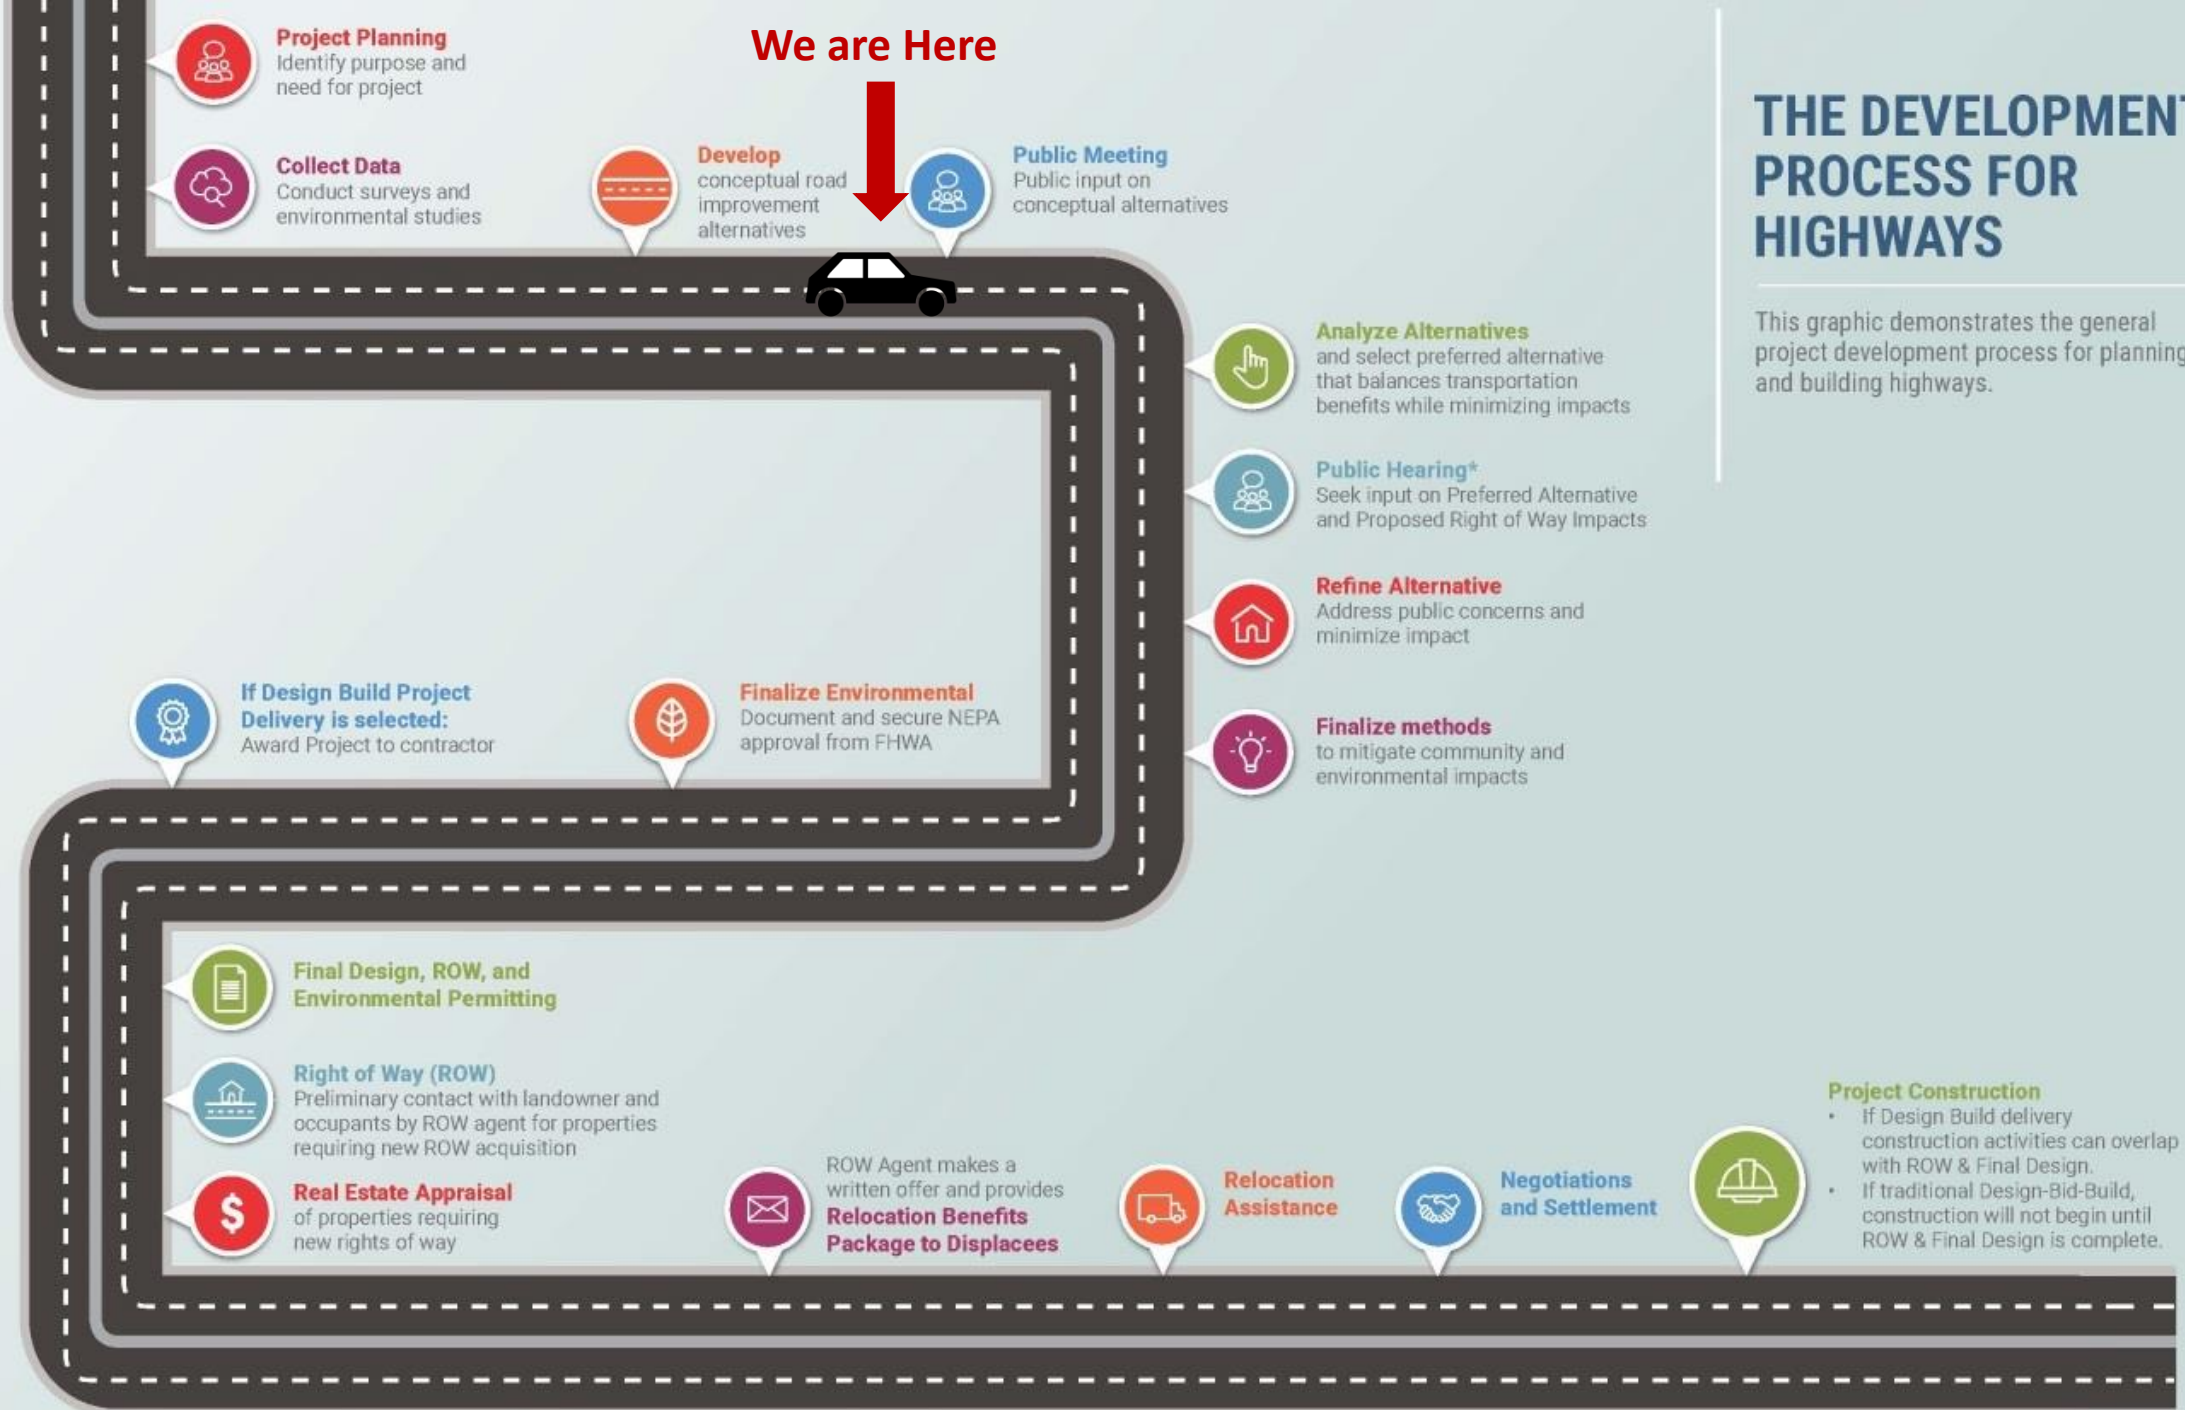 We are Here
THE DEVELOPMENT
PROCESS FOR
HIGHWAYS
This graphic demonstrates the general
project development process for planning
and building highways.
Project Planning
Identify purpose and
need for project
Collect Data
Conduct surveys and
environmental studies
Develop
conceptual road
improvement
alternatives
Public Meeting
Public input on
conceptual alternatives
Analyze Alternatives
and select preferred alternative
that balances transportation
benefits while minimizing impacts
Public Hearing*
Seek input on Preferred Alternative
and Proposed Right of Way Impacts
Refine Alternative
Address public concerns and
minimize impact
Finalize methods
to mitigate community and
environmental impacts
Finalize Environmental
Document and secure NEPA
approval from FHWA
If Design Build Project
Delivery is selected:
Award Project to contractor
Final Design, ROW, and
Environmental Permitting
Right of Way (ROW)
Preliminary contact with landowner and
occupants by ROW agent for properties
requiring new ROW acquisition
$
Real Estate Appraisal
of properties requiring
new rights of way
ROW Agent makes a
written offer and provides
Relocation Benefits
Package to Displacees
Relocation
Assistance
Negotiations
and Settlement
Project Construction
• If Design Build delivery
construction activities can overlap
with ROW & Final Design.
• If traditional Design-Bid-Build,
construction will not begin until
ROW & Final Design is complete.